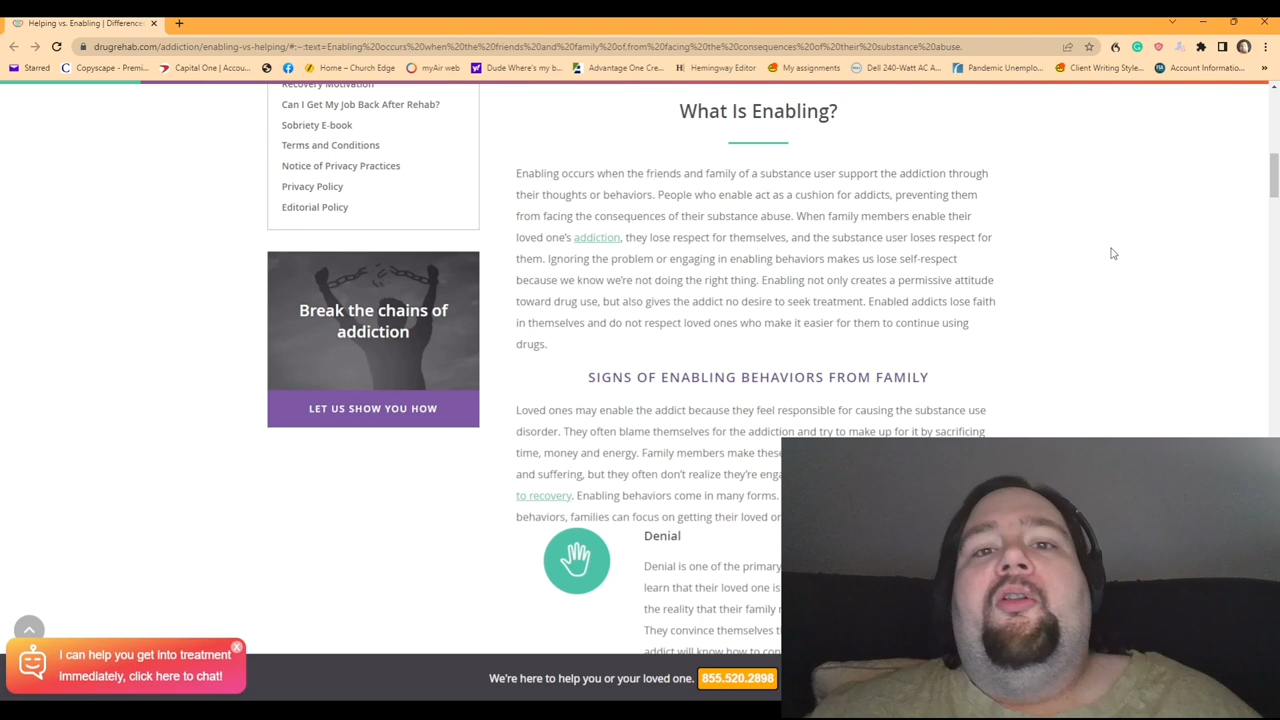 Helping vs. Enabling | Difference
drugrehab.com/addiction/enabling-vs-helping/#:~:text=Enabling%20occurs%20when%20the%20friends%20and%20family%20of,from%20facing%20the%20consequences%20of%20their%20substance%20abuse.
Starred
Copyscape - Premi...
Capital One | Accou...
Home – Church Edge
myAir web
Dude Where's my b...
Advantage One Cre...
Hemingway Editor
My assignments
Dell 240-Watt AC A...
Pandemic Unemplo...
Client Writing Style...
Account Informatio...
»
Recovery Motivation
Can I Get My Job Back After Rehab?
Sobriety E-book
Terms and Conditions
Notice of Privacy Practices
Privacy Policy
Editorial Policy
Break the chains of
addiction
LET US SHOW YOU HOW
What Is Enabling?
Enabling occurs when the friends and family of a substance user support the addiction through
their thoughts or behaviors. People who enable act as a cushion for addicts, preventing them
from facing the consequences of their substance abuse. When family members enable their
loved one's addiction, they lose respect for themselves, and the substance user loses respect for
them. Ignoring the problem or engaging in enabling behaviors makes us lose self-respect
because we know we're not doing the right thing. Enabling not only creates a permissive attitude
toward drug use, but also gives the addict no desire to seek treatment. Enabled addicts lose faith
in themselves and do not respect loved ones who make it easier for them to continue using
drugs.
SIGNS OF ENABLING BEHAVIORS FROM FAMILY
Loved ones may enable the addict because they feel responsible for causing the substance use
disorder. They often blame themselves for the addiction and try to make up for it by sacrificing
time, money and energy. Family members make these
and suffering, but they often don't realize they're enga
to recovery. Enabling behaviors come in many forms.
behaviors, families can focus on getting their loved or
Denial
Denial is one of the primary
learn that their loved one is
the reality that their family r
They convince themselves t
addict will know how to con
I can help you get into treatment
immediately, click here to chat!
We're here to help you or your loved one. 855.520.2898